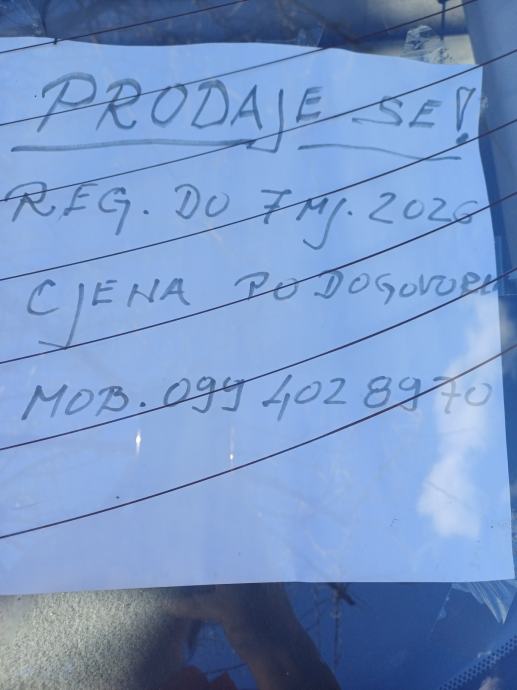 PRODAJE SE!
REG. DO 7 MJ. 2026
CJENA PO DOGOVORU
MOB. 099 402 8970